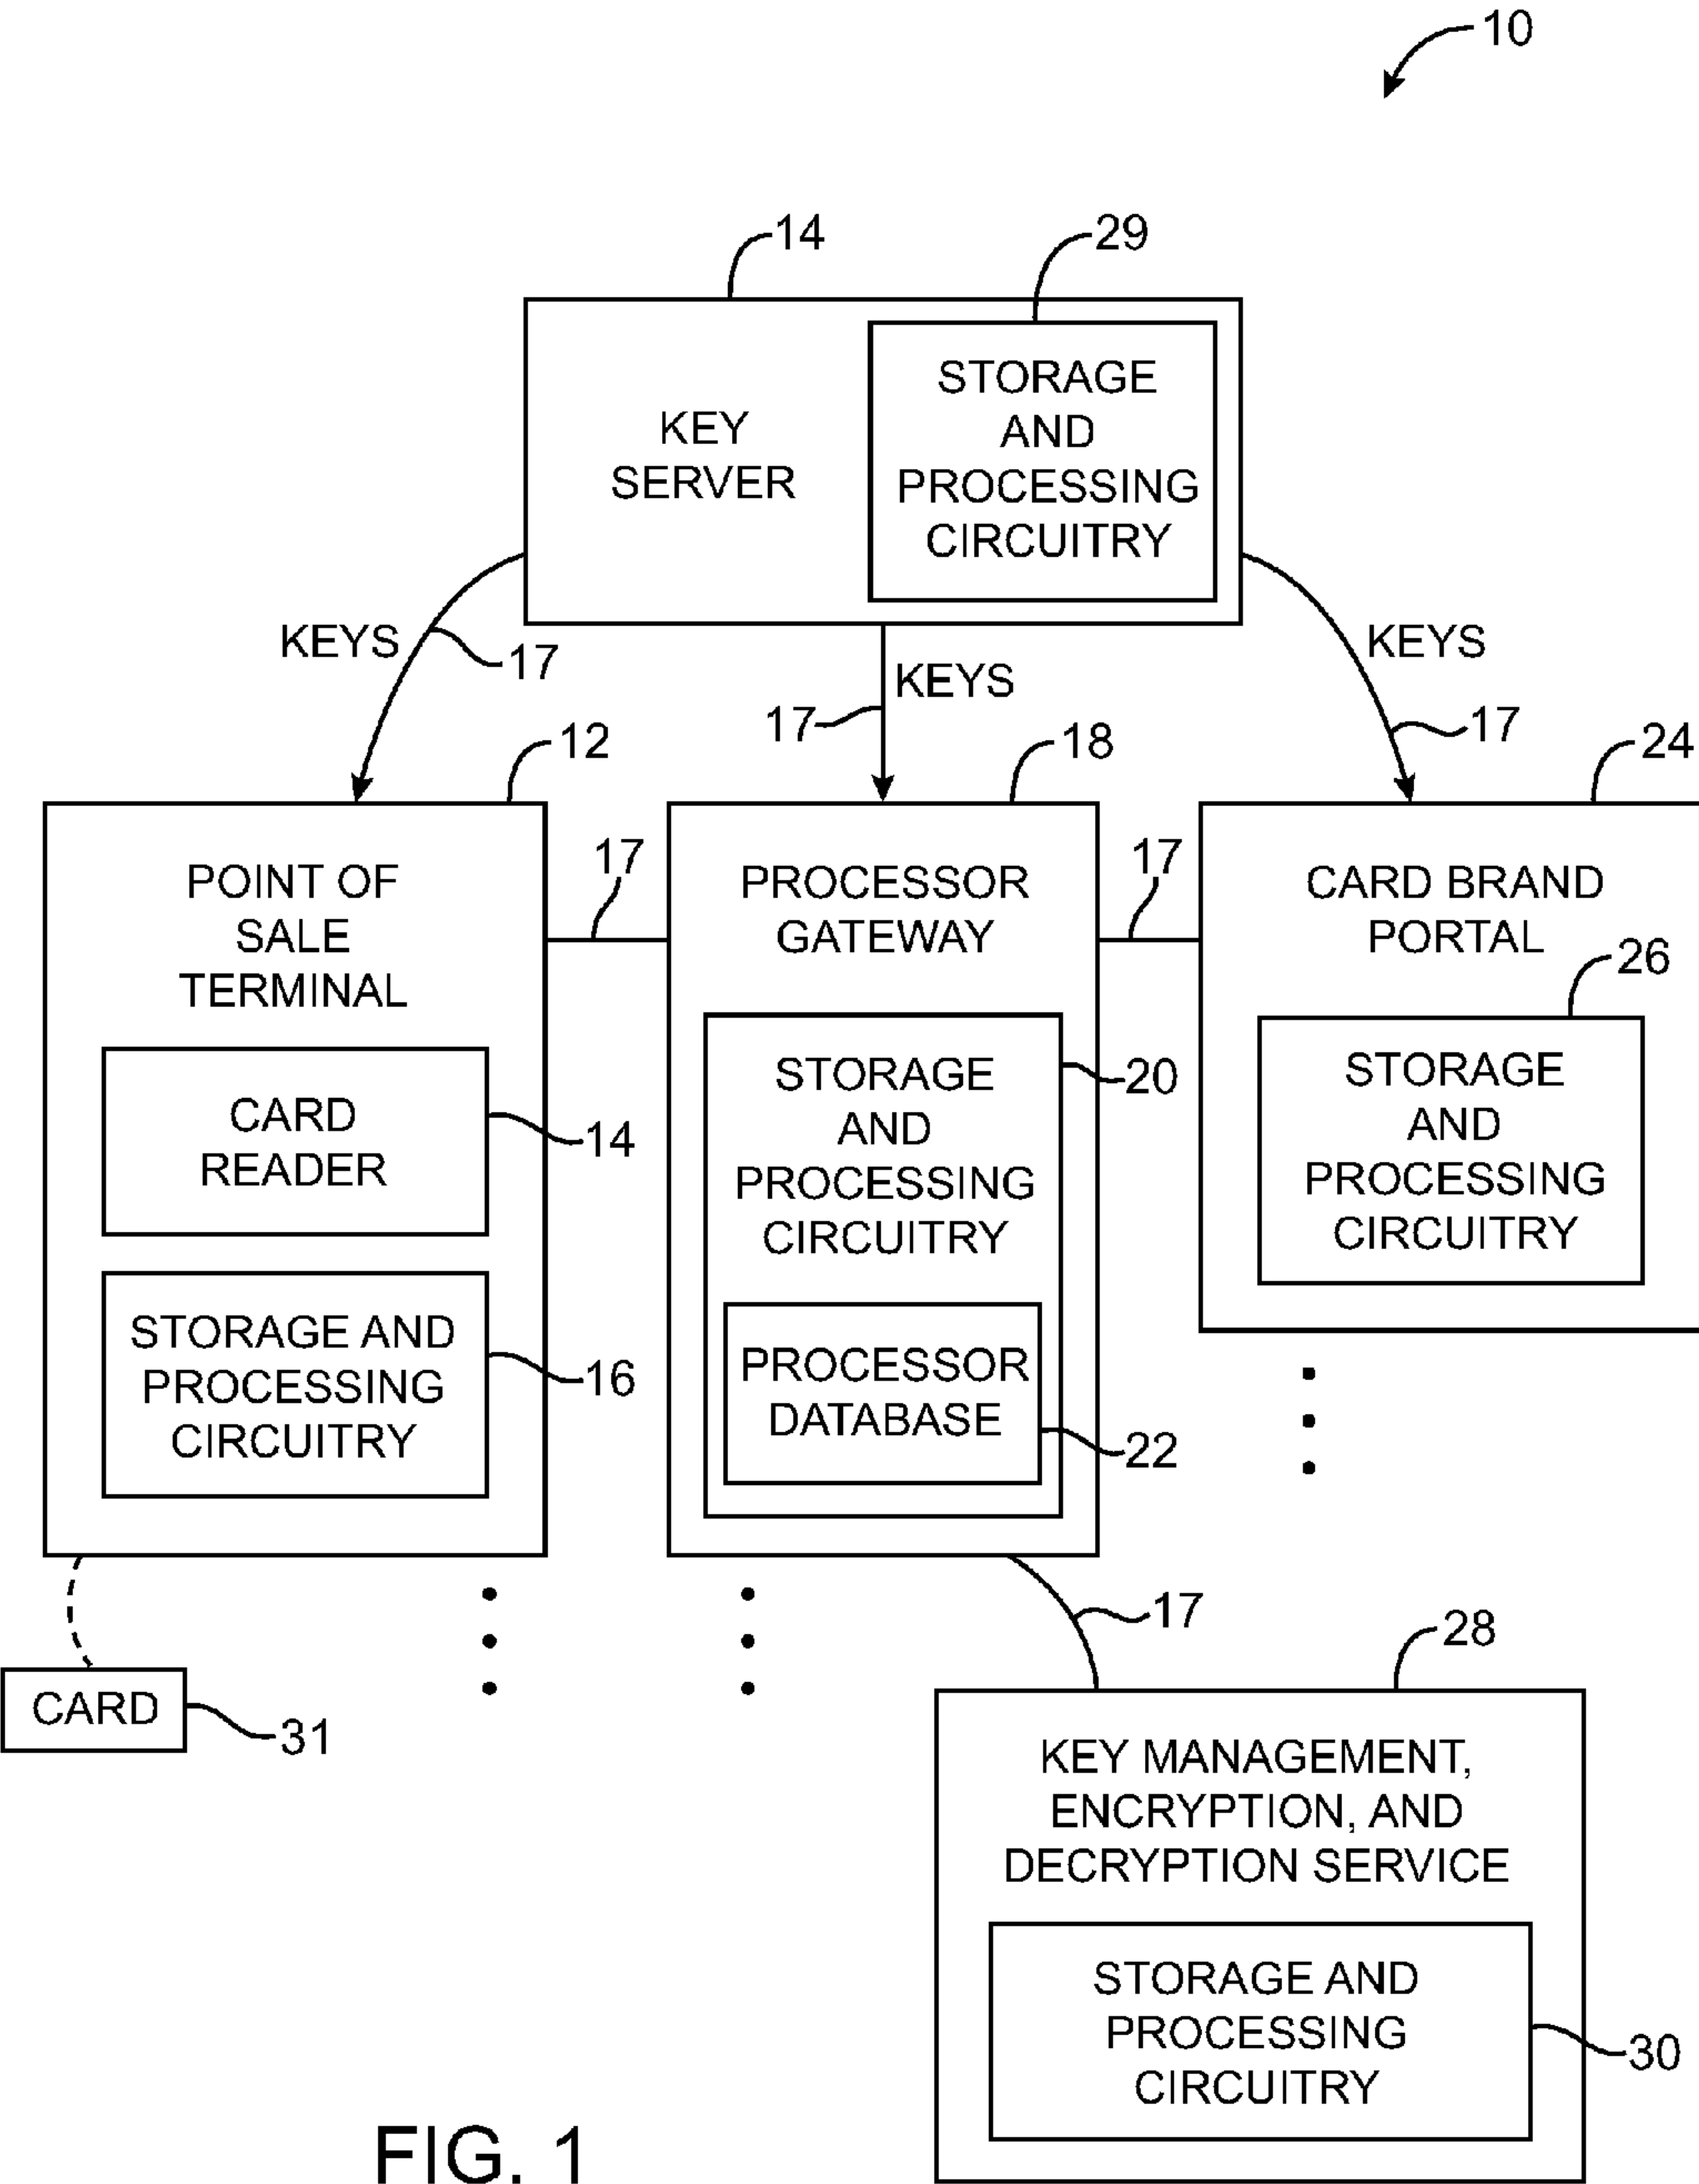 10
14
29
KEY
SERVER
STORAGE
AND
PROCESSING
CIRCUITRY
KEYS
17
KEYS
17
KEYS
17
12
18
24
POINT OF
SALE
TERMINAL
17
PROCESSOR
GATEWAY
17
CARD BRAND
PORTAL
26
CARD
READER
14
STORAGE AND
PROCESSING
CIRCUITRY
16
STORAGE
AND
PROCESSING
CIRCUITRY
20
PROCESSOR
DATABASE
22
STORAGE
AND
PROCESSING
CIRCUITRY
CARD
31
17
28
KEY MANAGEMENT,
ENCRYPTION, AND
DECRYPTION SERVICE
STORAGE AND
PROCESSING
CIRCUITRY
30
FIG. 1